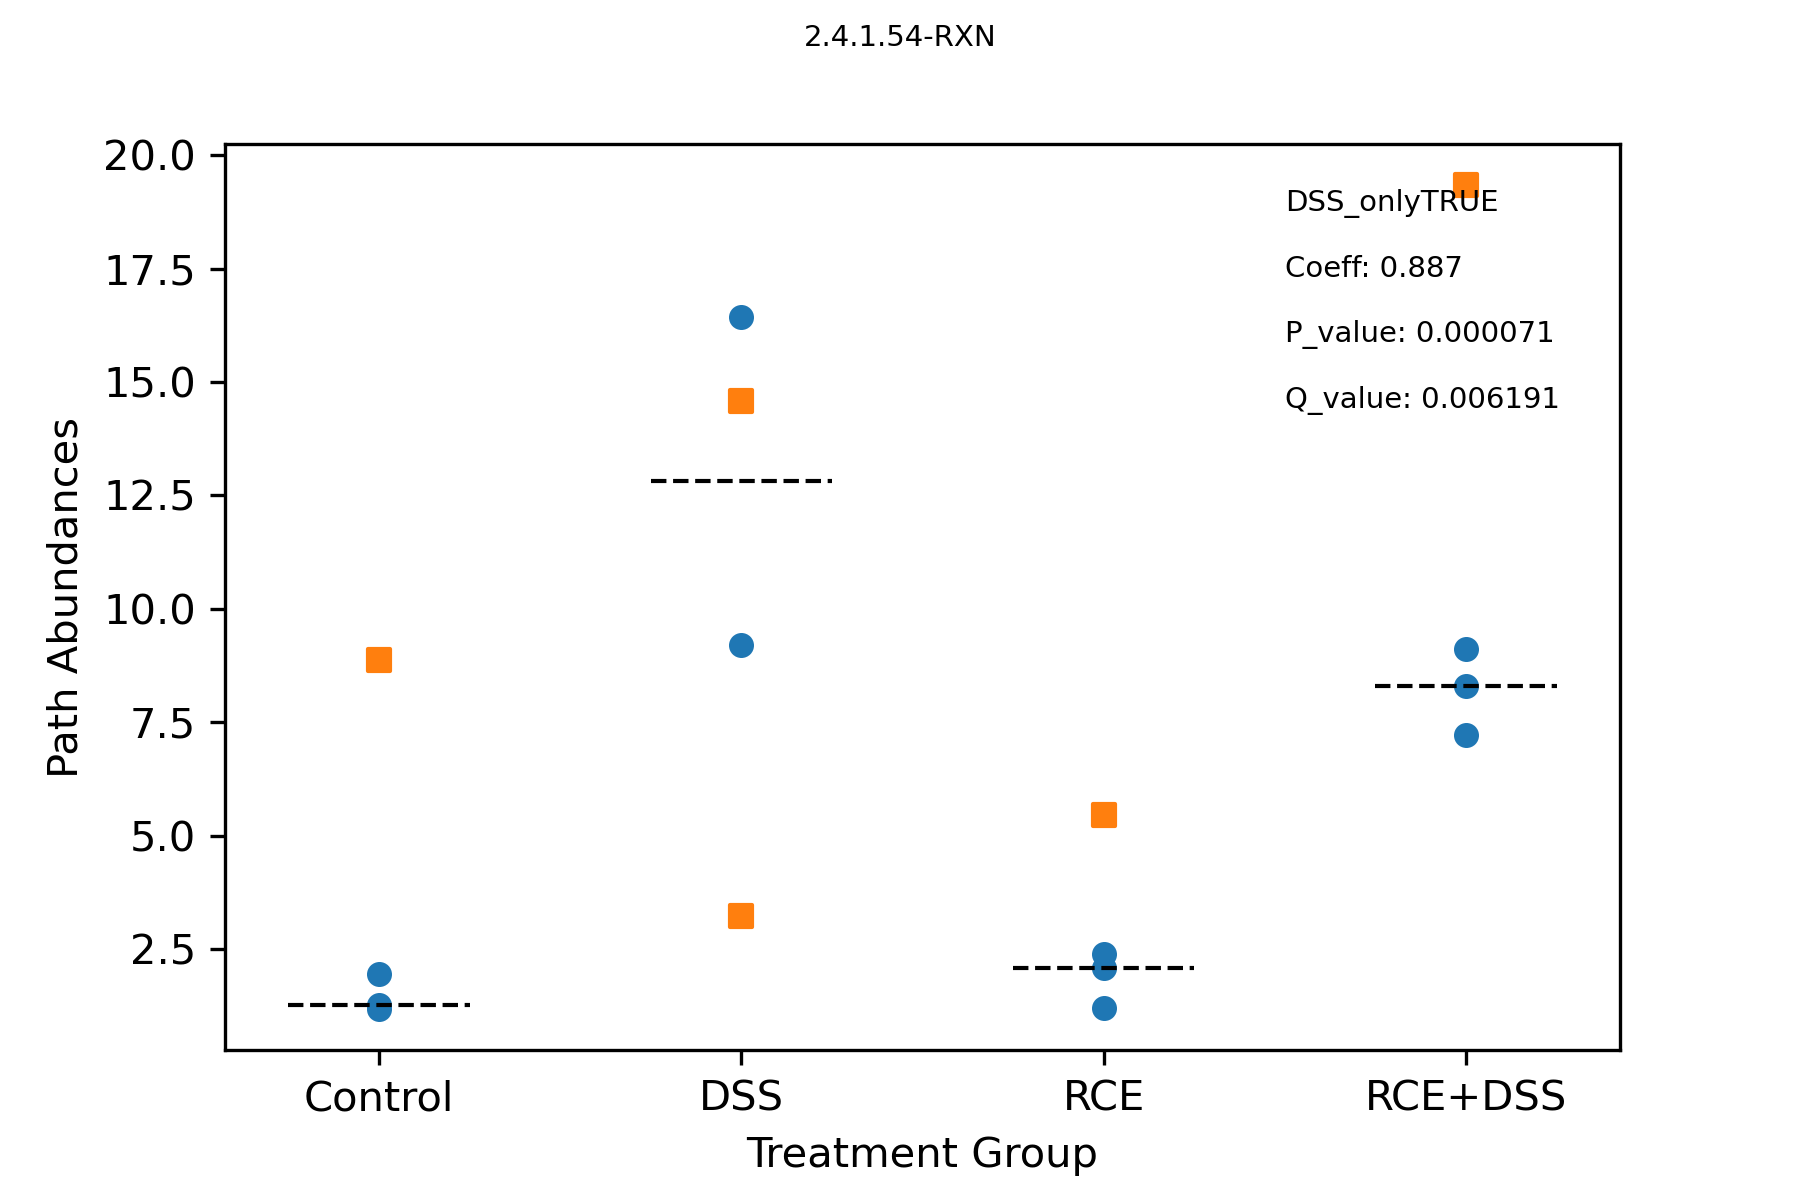 2.4.1.54-RXN
20.0
17.5
15.0
12.5
10.0
7.5
5.0
2.5
Path Abundances
DSS_onlyTRUE
Coeff: 0.887
P_value: 0.000071
Q_value: 0.006191
Control
DSS
RCE
RCE+DSS
Treatment Group